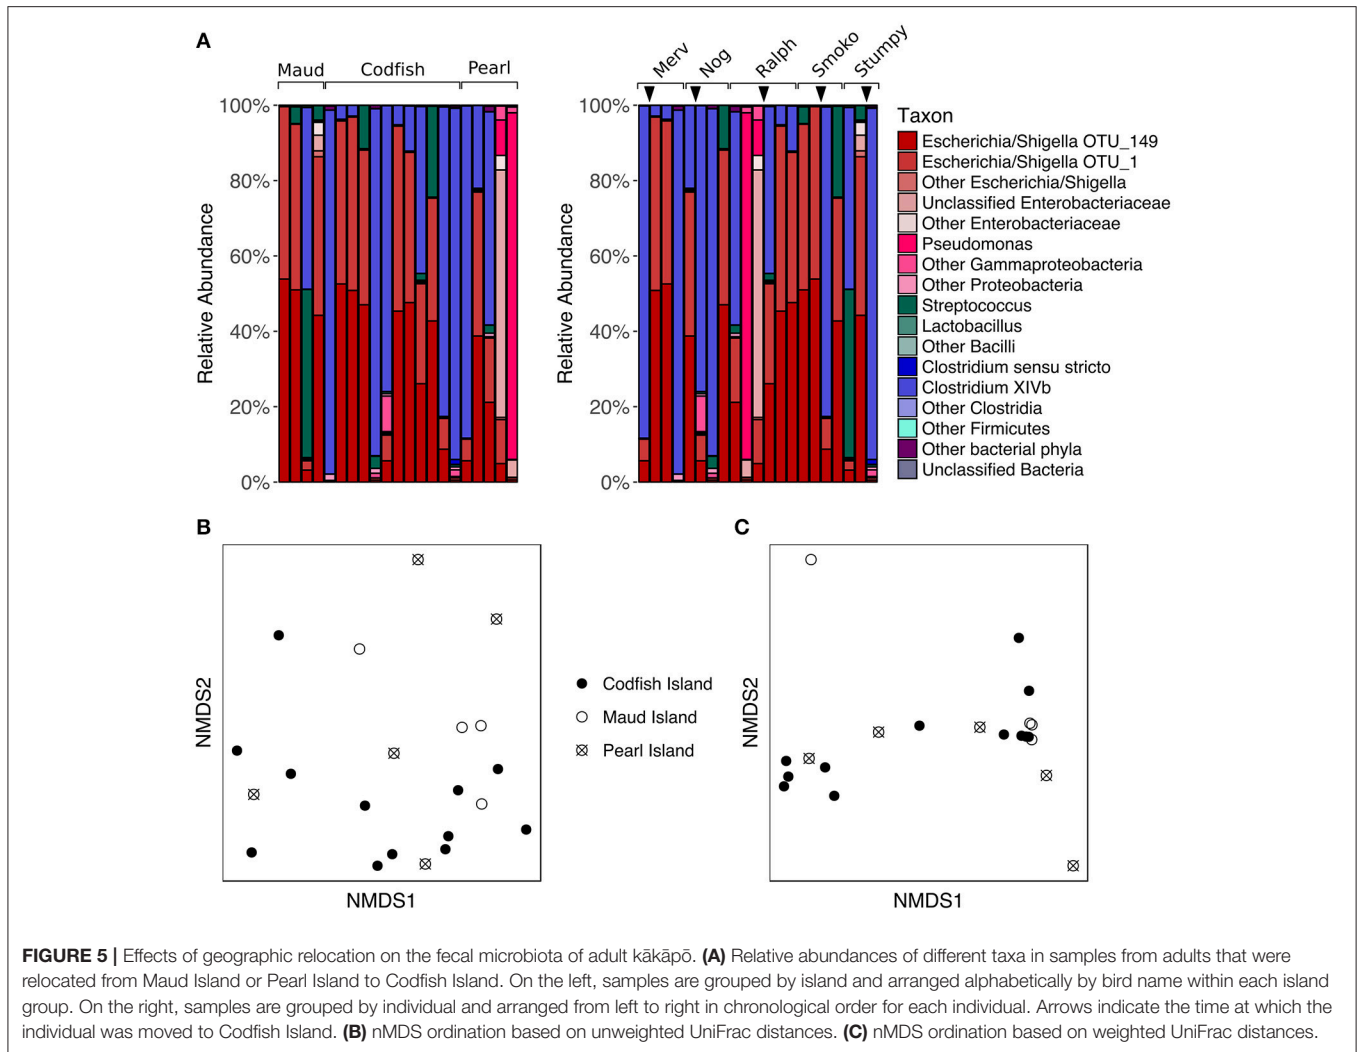 A
Maud Codfish Pearl
Merv Nog Ralph Smoko Stumpy
100%
80%
60%
40%
20%
0%
Relative Abundance
100%
80%
60%
40%
20%
0%
Relative Abundance
Taxon
Escherichia/Shigella OTU_149
Escherichia/Shigella OTU_1
Other Escherichia/Shigella
Unclassified Enterobacteriaceae
Other Enterobacteriaceae
Pseudomonas
Other Gammaproteobacteria
Other Proteobacteria
Streptococcus
Lactobacillus
Other Bacilli
Clostridium sensu stricto
Clostridium XIVb
Other Clostridia
Other Firmicutes
Other bacterial phyla
Unclassified Bacteria
B
NMDS2
NMDS1
Codfish Island
Maud Island
Pearl Island
C
NMDS2
NMDS1
FIGURE 5 | Effects of geographic relocation on the fecal microbiota of adult kākāpō. (A) Relative abundances of different taxa in samples from adults that were
relocated from Maud Island or Pearl Island to Codfish Island. On the left, samples are grouped by island and arranged alphabetically by bird name within each island
group. On the right, samples are grouped by individual and arranged from left to right in chronological order for each individual. Arrows indicate the time at which the
individual was moved to Codfish Island. (B) nMDS ordination based on unweighted UniFrac distances. (C) nMDS ordination based on weighted UniFrac distances.